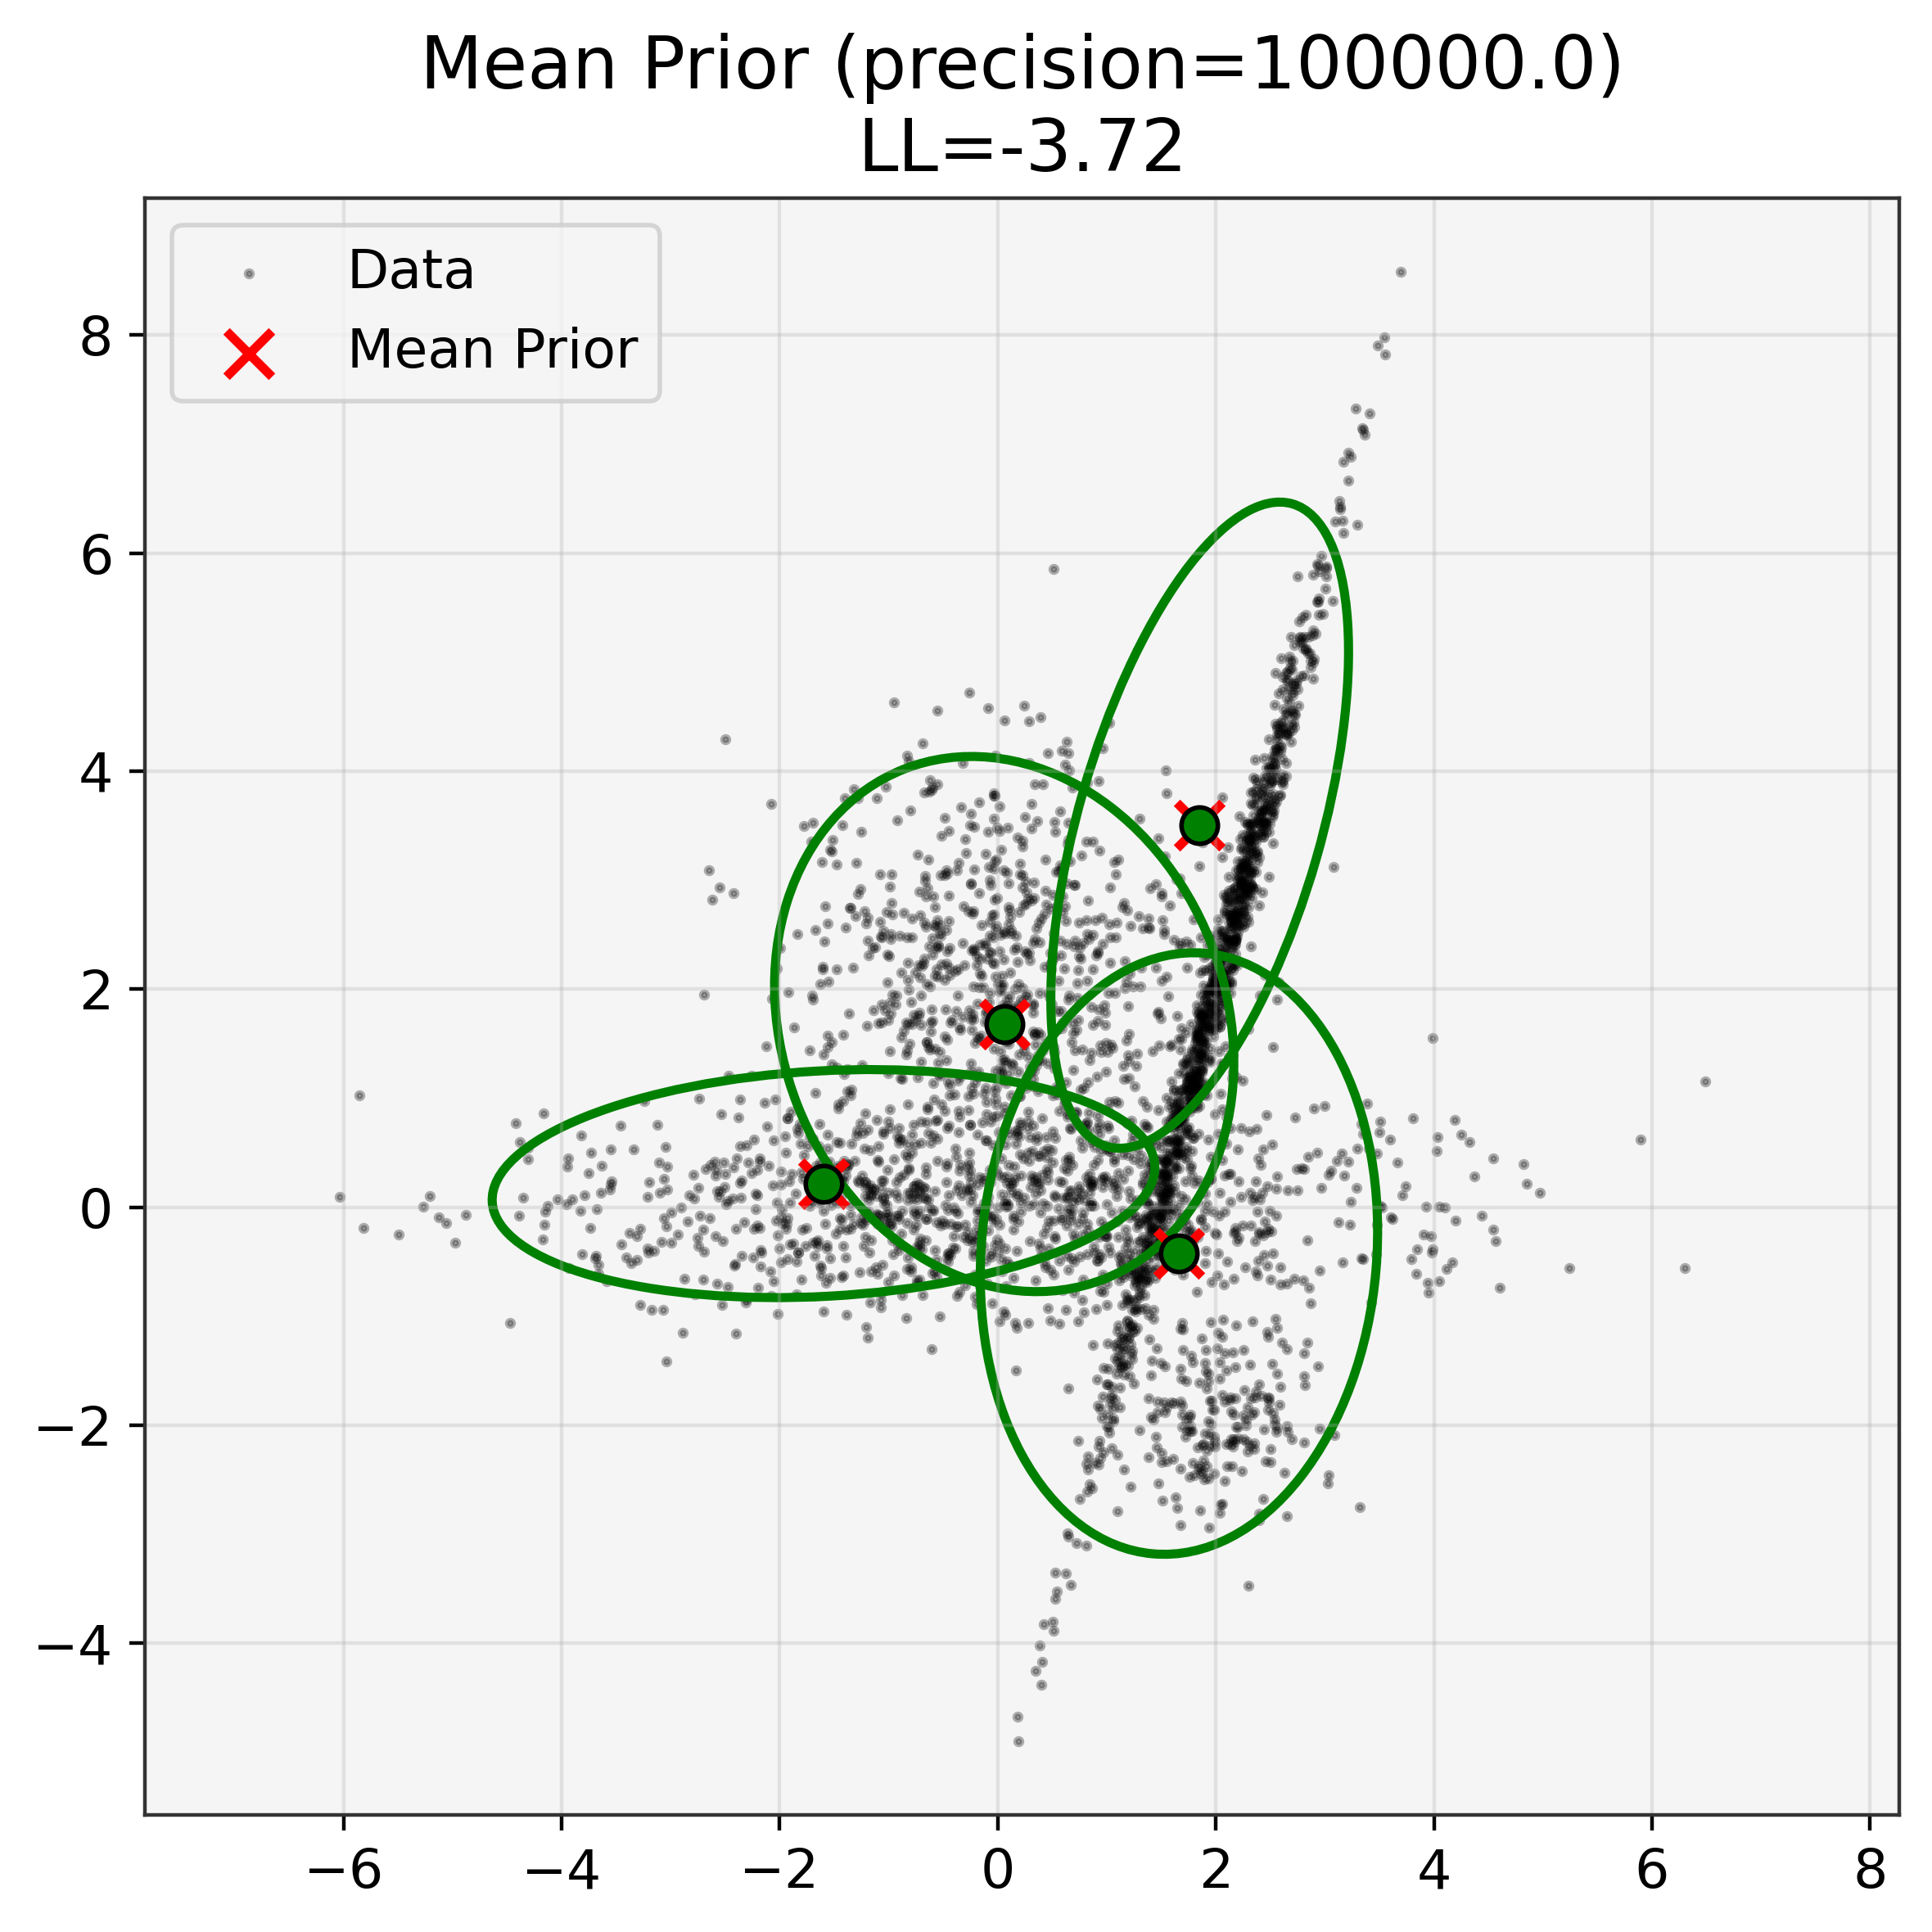 Mean Prior (precision=100000.0)
LL=-3.72
Data
Mean Prior
8
6
4
2
0
−2
−4
−6 −4 −2 0 2 4 6 8